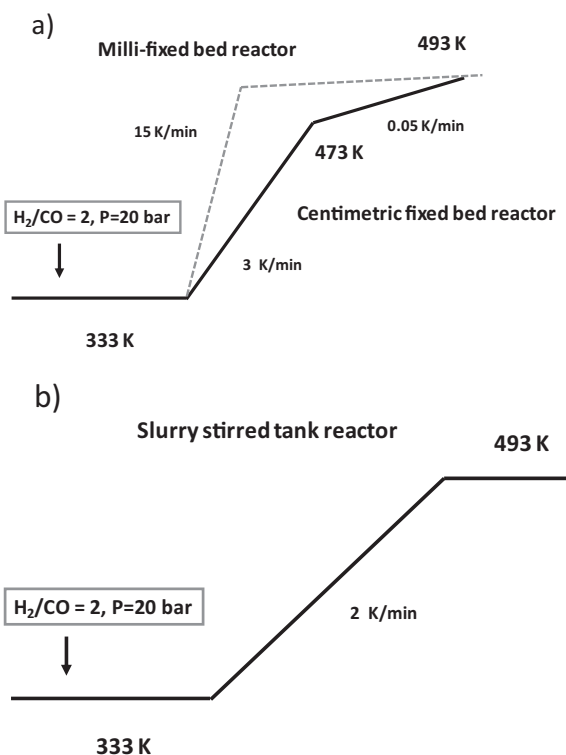 a)
Milli-fixed bed reactor
493 K
15 K/min
0.05 K/min
473 K
H₂/CO = 2, P=20 bar
Centimetric fixed bed reactor
3 K/min
333 K
b)
Slurry stirred tank reactor
493 K
H₂/CO = 2, P=20 bar
2 K/min
333 K